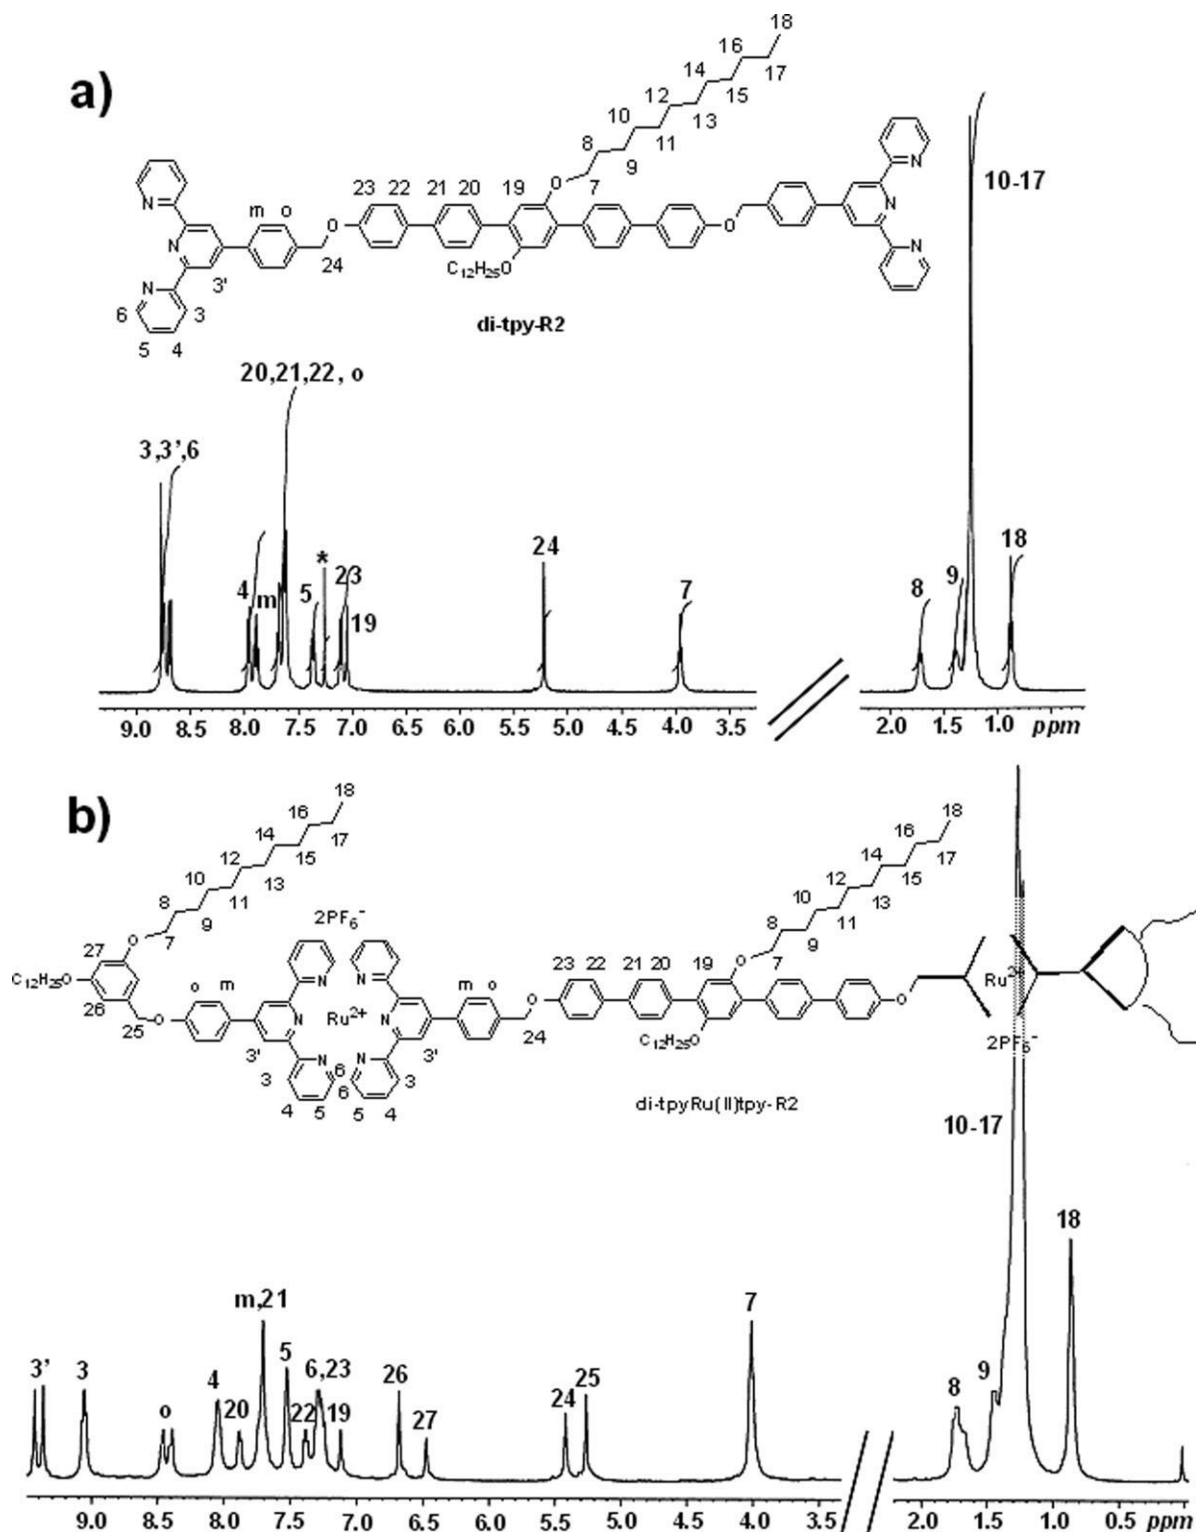 a)
18
16
17
14
15
12
13
10
11
8
9
7
O
N
N
N
m
o
O
24
3'
6
5
4
3
23 22 21 20 19
C₁₂H₂₅O
O
N
N
N
di-tpy-R2
10-17
20,21,22, o
3,3',6
4
m
5
*
23
19
24
7
8
9
18
9.0 8.5 8.0 7.5 7.0 6.5 6.0 5.5 5.0 4.5 4.0 3.5 2.0 1.5 1.0 ppm
b)
18
16
17
14
15
12
13
10
11
8
9
7
O
27
C₁₂H₂₅O
26
25
O
o
m
2PF₆⁻
N
N
N
Ru²⁺
N
N
N
3'
3
4
5
6
6
5
4
3
3'
m
o
O
24
23 22 21 20 19
18
16
17
14
15
12
13
10
11
8
9
7
O
C₁₂H₂₅O
O
Ru²⁺
2PF₆⁻
di-tpyRu(II)tpy-R2
10-17
18
3'
3
o
4
20
m,21
5
22
6,23
19
26
27
24
25
7
8
9
9.0 8.5 8.0 7.5 7.0 6.5 6.0 5.5 5.0 4.5 4.0 3.5 2.0 1.5 1.0 0.5 ppm